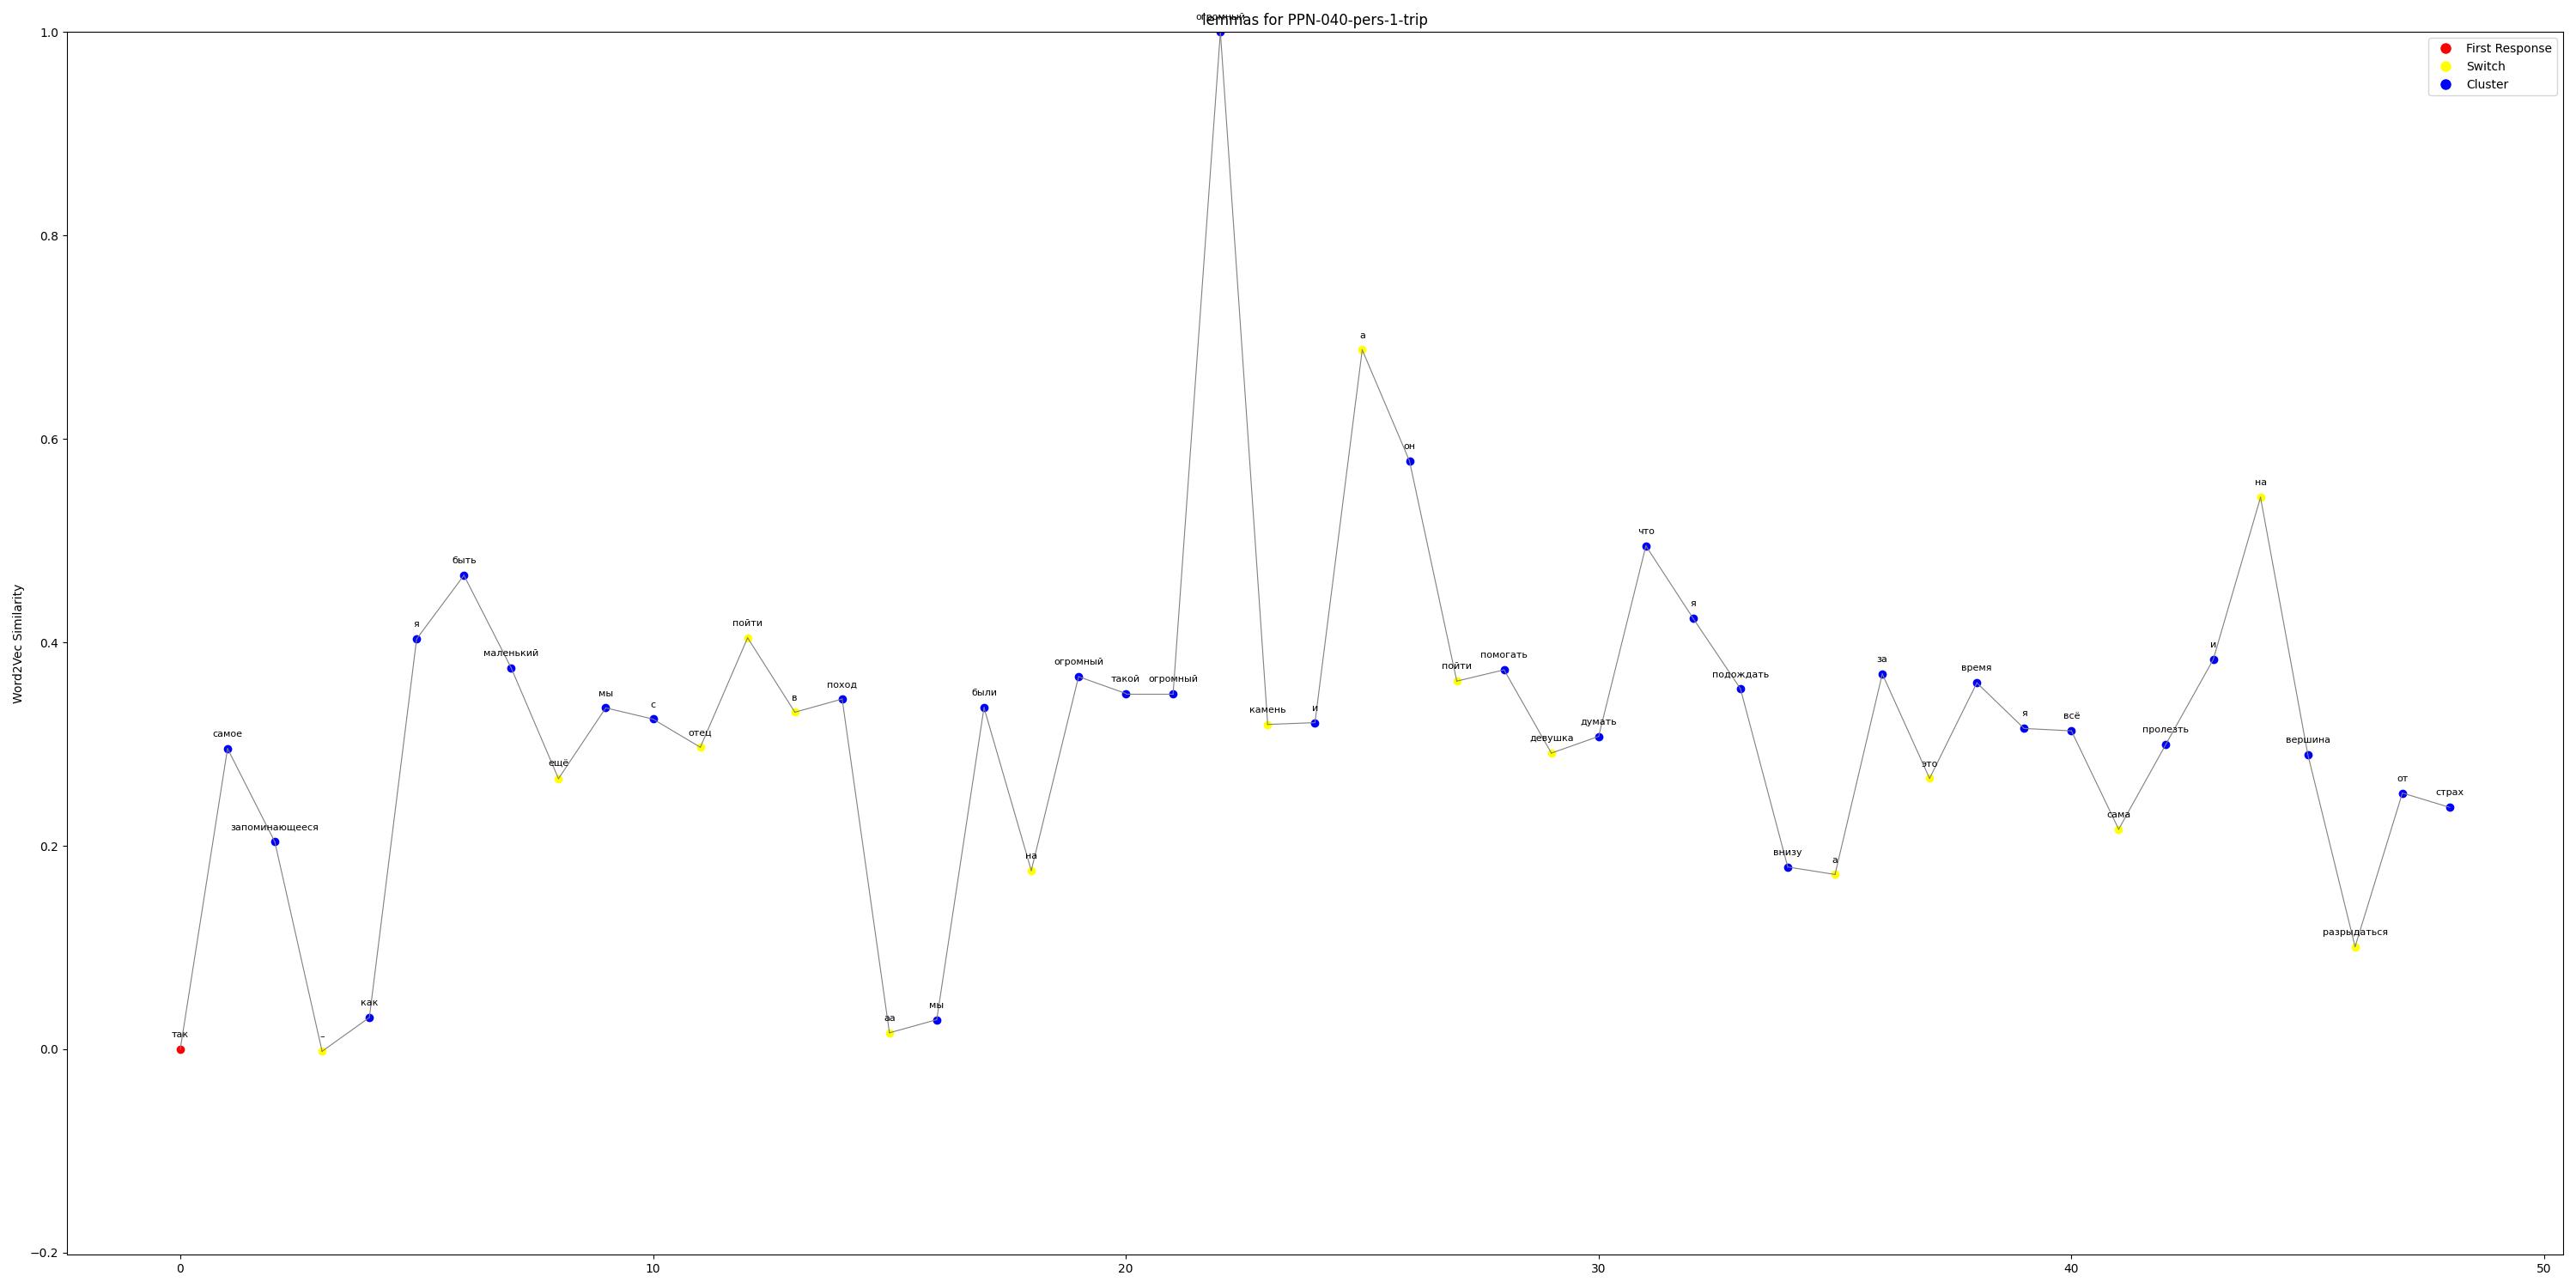 lemmas for PPN-040-pers-1-trip
First Response
Switch
Cluster
Word2Vec Similarity
1.0
0.8
0.6
0.4
0.2
0.0
−0.2
0
10
20
30
40
50
так
самое
запоминающееся
-
как
я
быть
маленький
ещё
мы
с
отец
пойти
в
поход
аа
мы
были
на
огромный
такой
огромный
огромный
камень
и
а
он
пойти
помогать
девушка
думать
что
я
подождать
внизу
а
за
это
время
я
всё
сама
пролезть
и
на
вершина
разрыдаться
от
страх